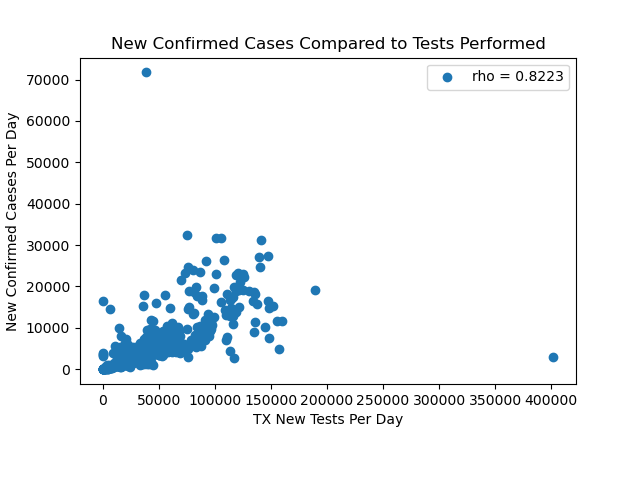 New Confirmed Cases Compared to Tests Performed
rho = 0.8223
New Confirmed Caeses Per Day
70000
60000
50000
40000
30000
20000
10000
0
0 50000 100000 150000 200000 250000 300000 350000 400000
TX New Tests Per Day